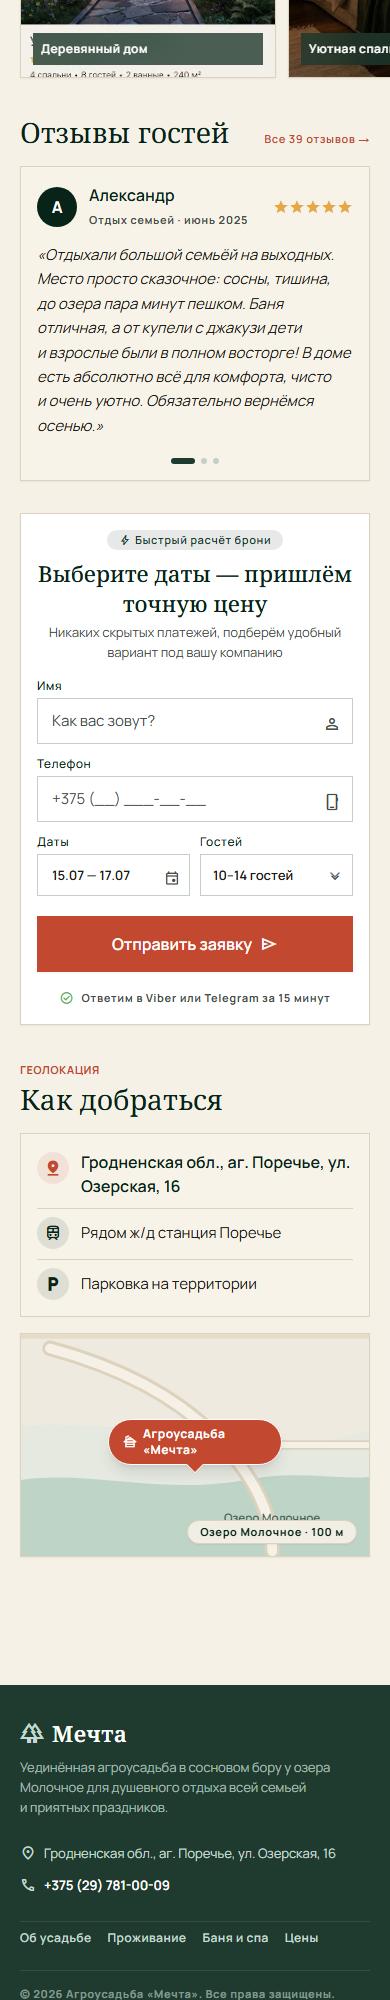 Деревянный дом
Уютная спал
4 спальни • 8 гостей • 2 ванные • 240 м²
Отзывы гостей
Все 39 отзывов →
А
Александр
Отдых семьей · июнь 2025
«Отдыхали большой семьёй на выходных.
Место просто сказочное: сосны, тишина,
до озера пара минут пешком. Баня
отличная, а от купели с джакузи дети
и взрослые были в полном восторге! В доме
есть абсолютно всё для комфорта, чисто
и очень уютно. Обязательно вернёмся
осенью.»
Быстрый расчёт брони
Выберите даты — пришлём
точную цену
Никаких скрытых платежей, подберём удобный
вариант под вашу компанию
Имя
Как вас зовут?
Телефон
+375 (__) ___-__-__
Даты
Гостей
15.07 — 17.07
10–14 гостей
Отправить заявку
Ответим в Viber или Telegram за 15 минут
ГЕОЛОКАЦИЯ
Как добраться
Гродненская обл., аг. Поречье, ул.
Озерская, 16
Рядом ж/д станция Поречье
P
Парковка на территории
Агроусадьба
«Мечта»
Озеро Молочное
Озеро Молочное · 100 м
Мечта
Уединённая агроусадьба в сосновом бору у озера
Молочное для душевного отдыха всей семьей
и приятных праздников.
Гродненская обл., аг. Поречье, ул. Озерская, 16
+375 (29) 781-00-09
Об усадьбе
Проживание
Баня и спа
Цены
© 2026 Агроусадьба «Мечта». Все права защищены.